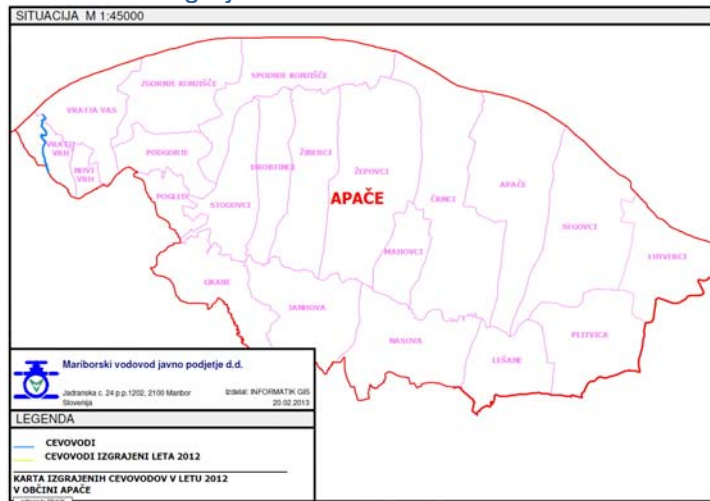 SITUACIJA M 1:45000
SPODNJE KONJIŠČE
ZGORNJE KONJIŠČE
VRATJA VAS
VRATJI VRH
NOVI VRH
PODGORJE
POGLED
STOGOVCI
DROBTINCI
ŽIBERCI
ŽEPOVCI
APAČE
ČRNCI
APAČE
SEGOVCI
LUTVERCI
MAHOVCI
GRABE
JANHOVA
NASOVA
LEŠANE
PLITVICA
Mariborski vodovod javno podjetje d.d.
Jadranska c. 24 p.p.1202, 2100 Maribor
Slovenija
Izdelal: INFORMATIK GIS
20.02.2013
LEGENDA
CEVOVODI
CEVOVODI IZGRAJENI LETA 2012
KARTA IZGRAJENIH CEVOVODOV V LETU 2012
V OBČINI APAČE